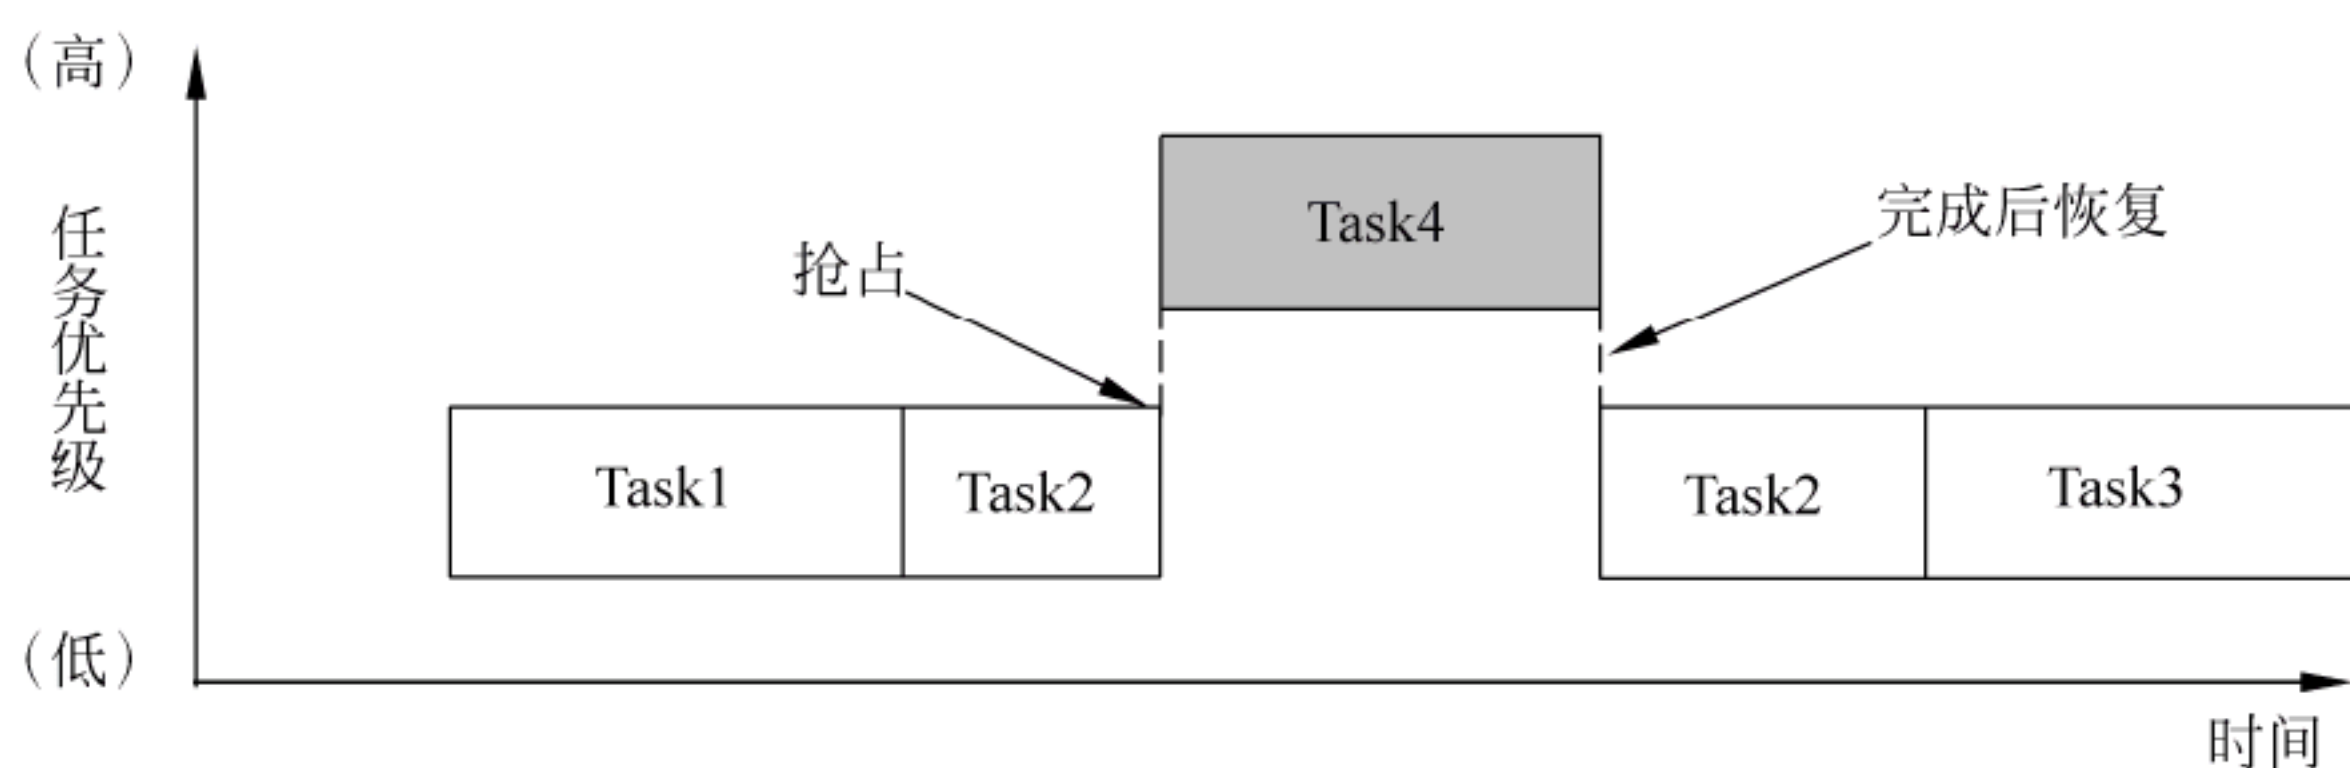 （高）
任务优先级
Task4
完成后恢复
抢占
Task1
Task2
Task2
Task3
（低）
时间